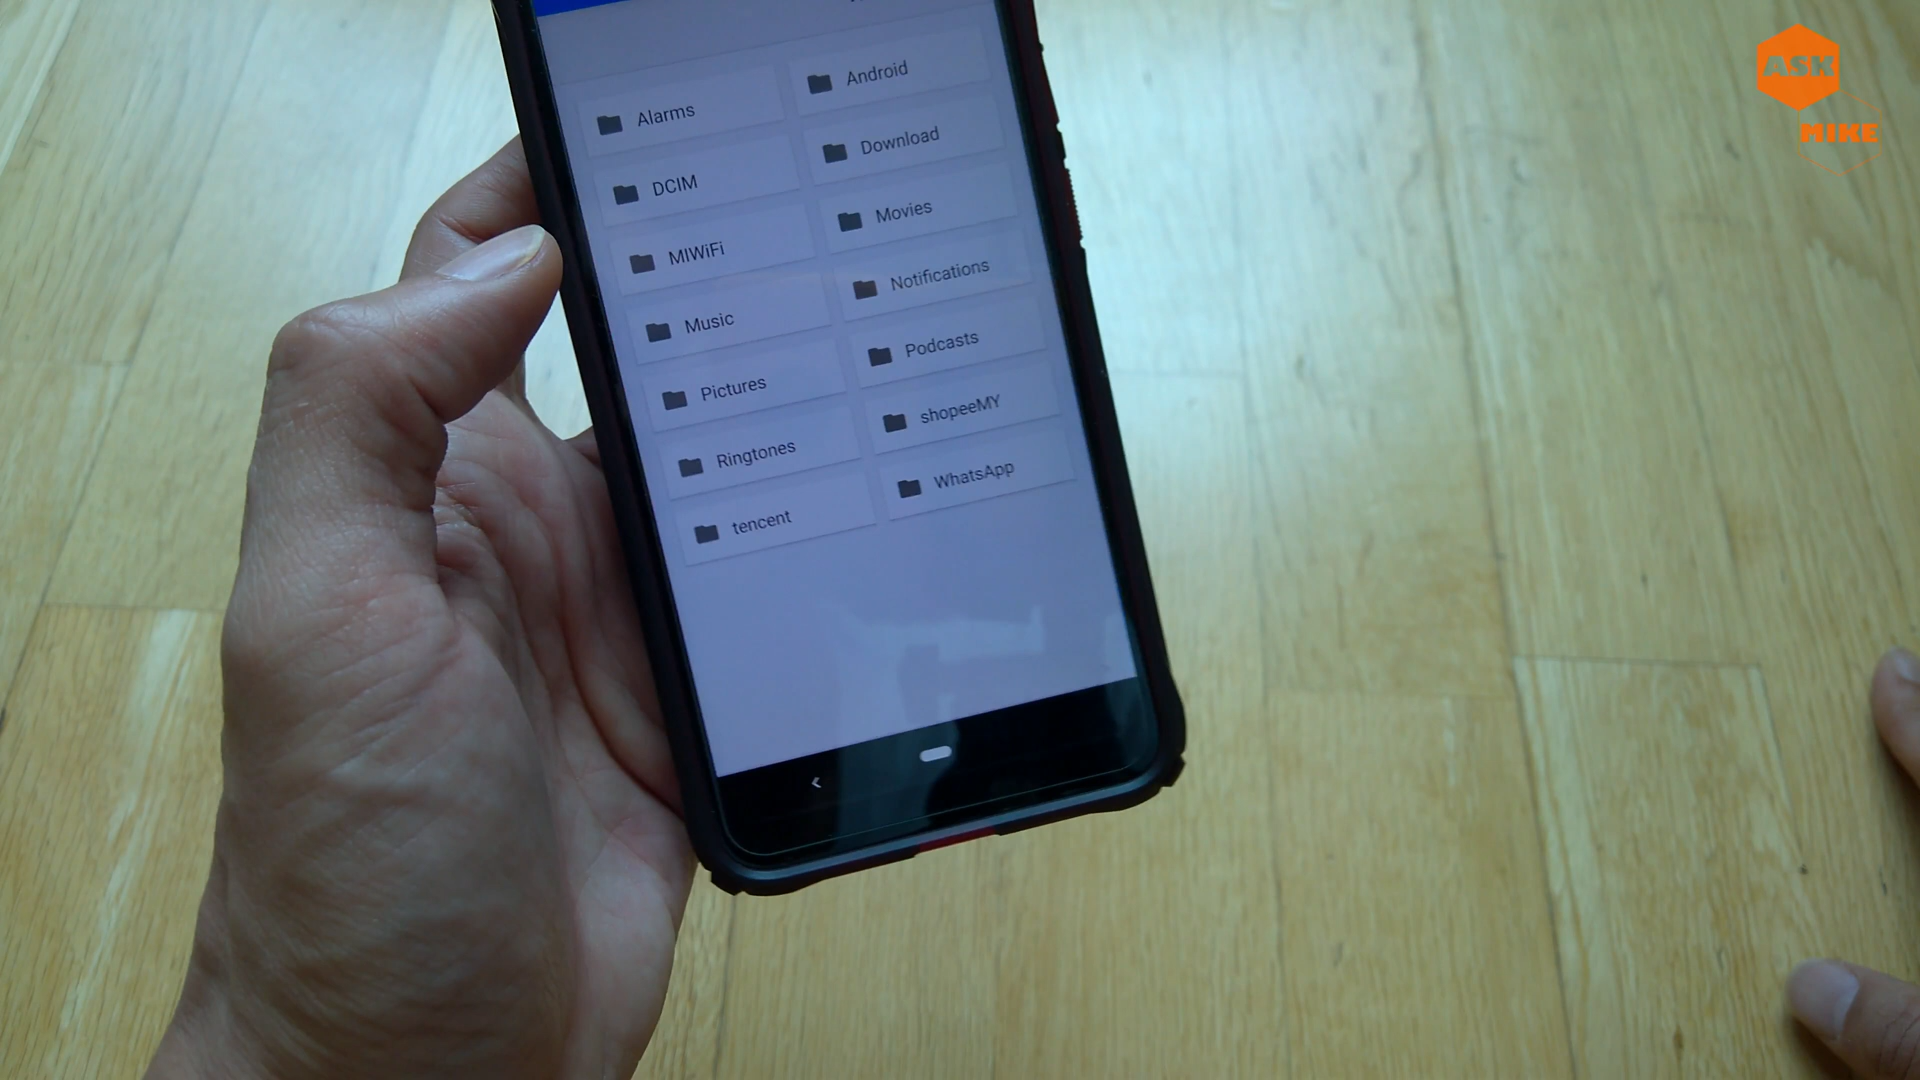 ASK
MIKE
Alarms
Android
DCIM
Download
MIWiFi
Movies
Music
Notifications
Pictures
Podcasts
Ringtones
shopeeMY
tencent
WhatsApp